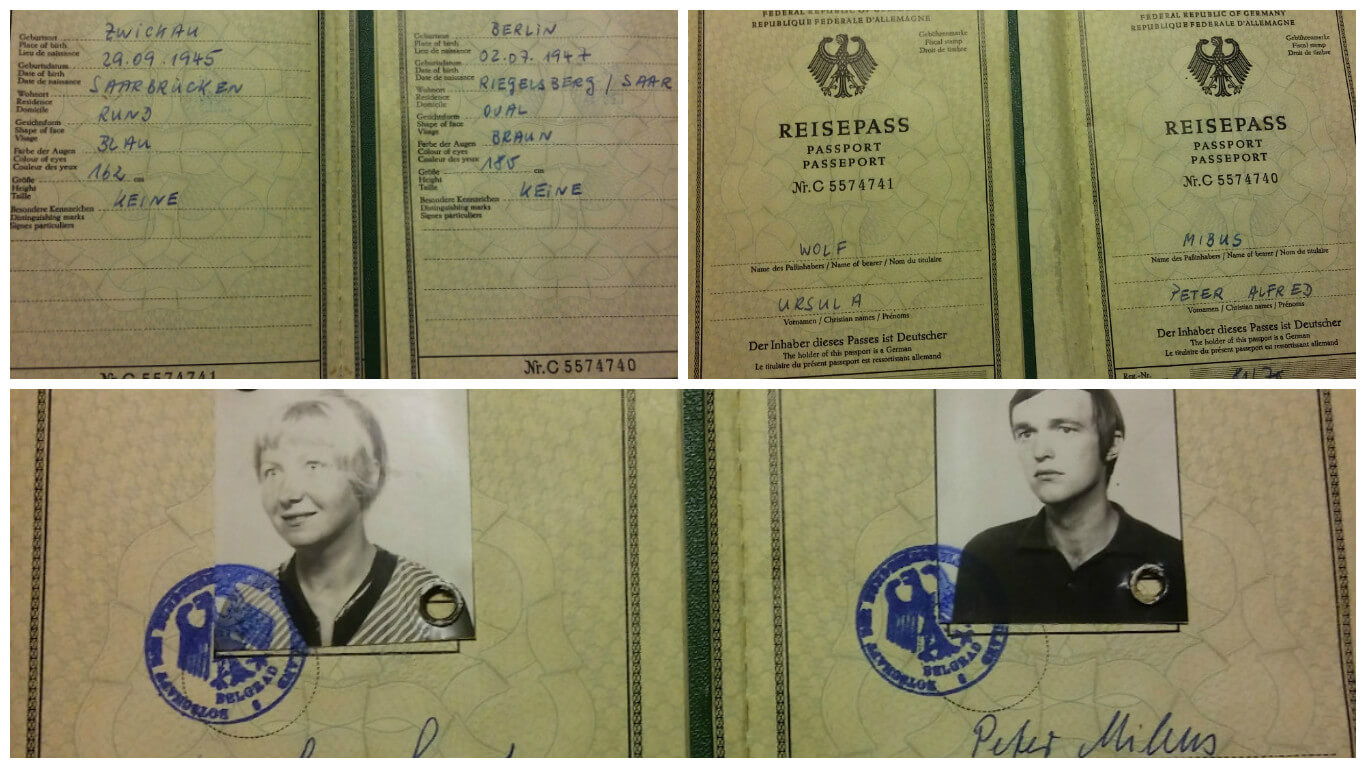 Geburtsort
Place of birth
Lieu de naissance
ZWICKAU
Geburtsdatum
Date of birth
Date de naissance
29.09.1945
Wohnort
Residence
Domicile
SAARBRÜCKEN
Gesichtsform
Shape of face
Visage
RUND
Farbe der Augen
Colour of eyes
Couleur des yeux
BLAU
Größe
Height
Taille
162 cm
Besondere Kennzeichen
Distinguishing marks
Signes particuliers
KEINE
Nr. C 5574741
Geburtsort
Place of birth
Lieu de naissance
BERLIN
Geburtsdatum
Date of birth
Date de naissance
02.07.1947
Wohnort
Residence
Domicile
RIEGELSBERG / SAAR
Gesichtsform
Shape of face
Visage
OVAL
Farbe der Augen
Colour of eyes
Couleur des yeux
BRAUN
Größe
Height
Taille
185 cm
Besondere Kennzeichen
Distinguishing marks
Signes particuliers
KEINE
Nr. C 5574740
FEDERAL REPUBLIC OF GERMANY
REPUBLIQUE FEDERALE D'ALLEMAGNE
Gebührenmarke
Fiscal stamp
Droit de timbre
REISEPASS
PASSPORT
PASSEPORT
Nr. C 5574741
WOLF
Name des Paßinhabers / Name of bearer / Nom du titulaire
URSULA
Vornamen / Christian names / Prénoms
Der Inhaber dieses Passes ist Deutscher
The holder of this passport is a German
Le titulaire du présent passeport est ressortissant allemand
FEDERAL REPUBLIC OF GERMANY
REPUBLIQUE FEDERALE D'ALLEMAGNE
Gebührenmarke
Fiscal stamp
Droit de timbre
REISEPASS
PASSPORT
PASSEPORT
Nr. C 5574740
MIBUS
Name des Paßinhabers / Name of bearer / Nom du titulaire
PETER ALFRED
Vornamen / Christian names / Prénoms
Der Inhaber dieses Passes ist Deutscher
The holder of this passport is a German
Le titulaire du présent passeport est ressortissant allemand
Reg.-Nr.
BOTSCHAFT DER
BELGRAD
BOTSCHAFT DER
BELGRAD
Peter Mibus